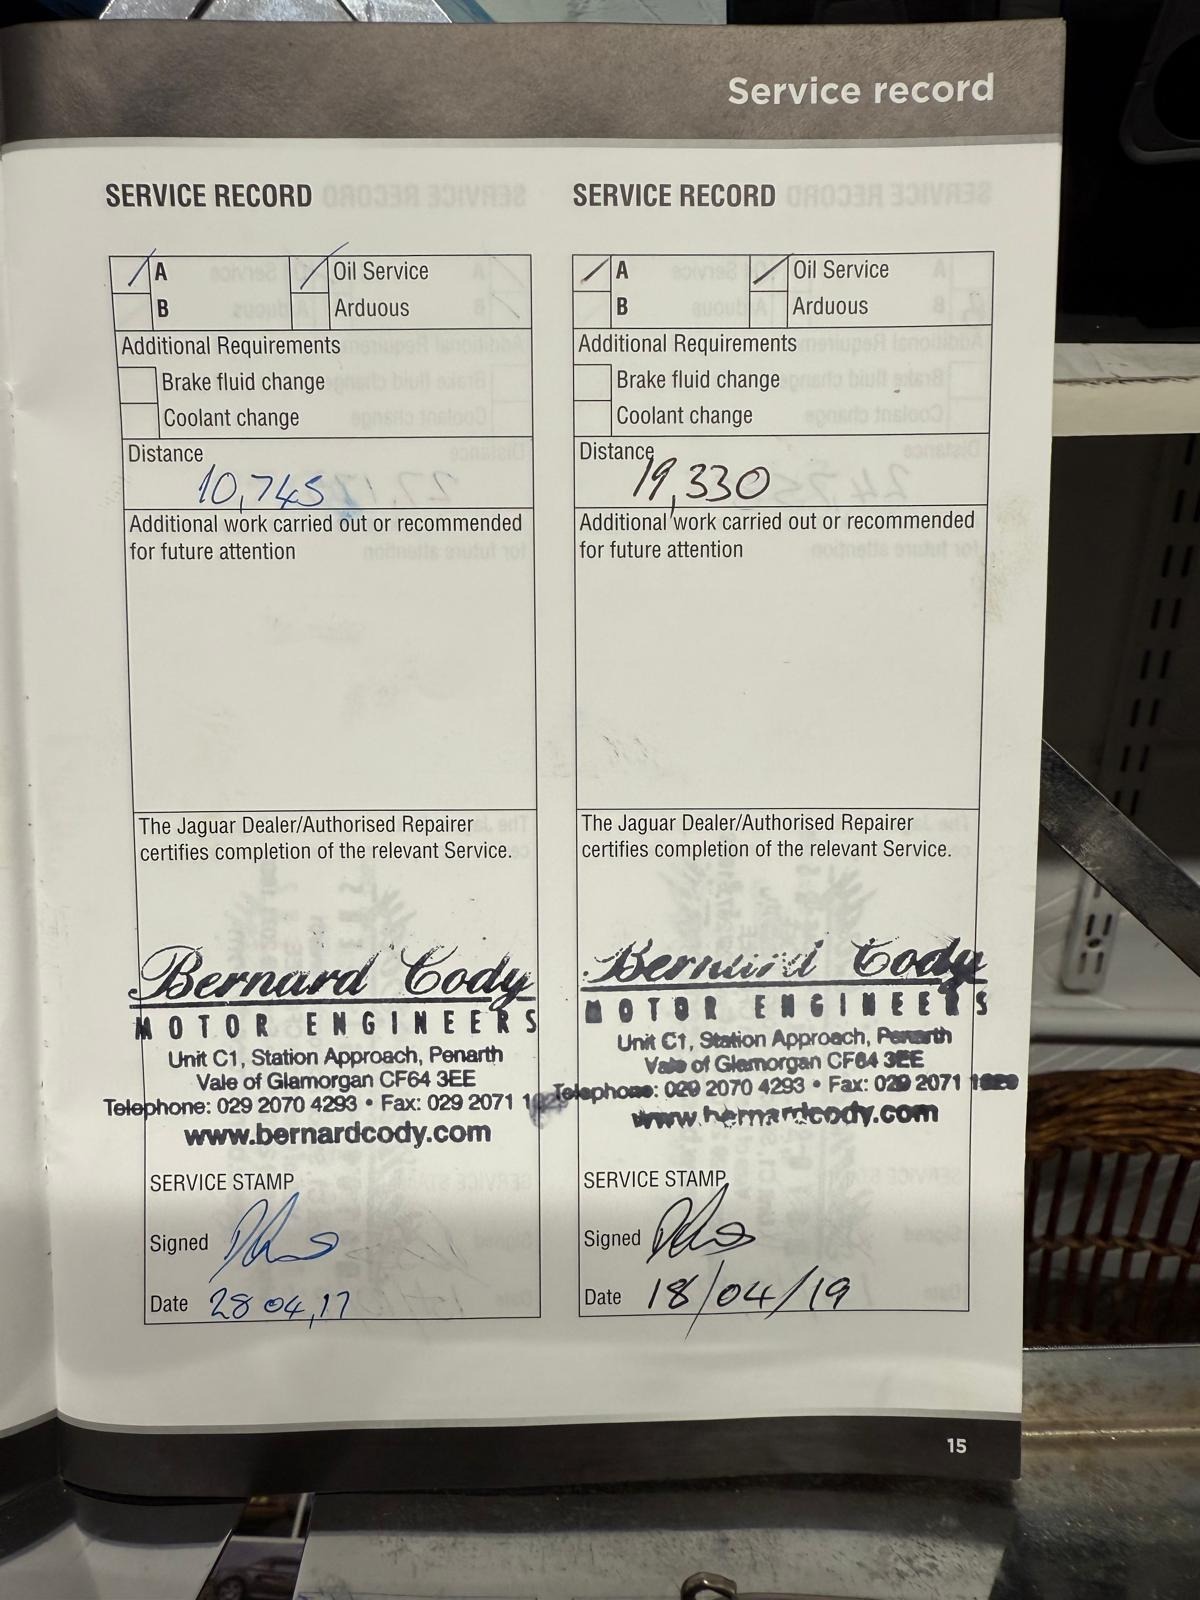 Service record
SERVICE RECORD
A
Oil Service
B
Arduous
Additional Requirements
Brake fluid change
Coolant change
Distance
10,745
Additional work carried out or recommended
for future attention
The Jaguar Dealer/Authorised Repairer
certifies completion of the relevant Service.
Bernard Cody
MOTOR ENGINEERS
Unit C1, Station Approach, Penarth
Vale of Glamorgan CF64 3EE
Telephone: 029 2070 4293 • Fax: 029 2071
www.bernardcody.com
SERVICE STAMP
Signed
Date 28 04,17
SERVICE RECORD
A
Oil Service
B
Arduous
Additional Requirements
Brake fluid change
Coolant change
Distance
19,330
Additional work carried out or recommended
for future attention
The Jaguar Dealer/Authorised Repairer
certifies completion of the relevant Service.
Bernard Cody
MOTOR ENGINEERS
Unit C1, Station Approach, Penarth
Vale of Glamorgan CF64 3EE
Telephone: 029 2070 4293 • Fax: 029 2071
www.bernardcody.com
SERVICE STAMP
Signed
Date 18/04/19
15